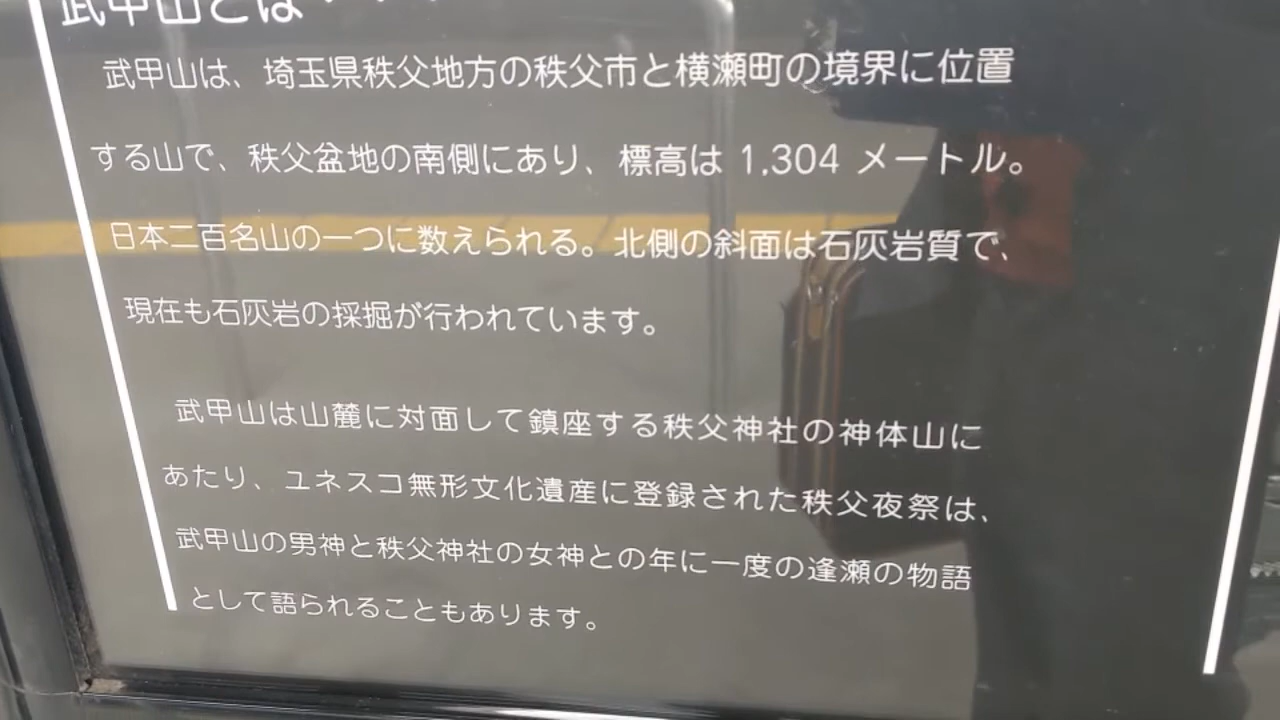 武甲山とは・・・
武甲山は、埼玉県秩父地方の秩父市と横瀬町の境界に位置
する山で、秩父盆地の南側にあり、標高は 1,304 メートル。
日本二百名山の一つに数えられる。北側の斜面は石灰岩質で、
現在も石灰岩の採掘が行われています。
武甲山は山麓に対面して鎮座する秩父神社の神体山に
あたり、ユネスコ無形文化遺産に登録された秩父夜祭は、
武甲山の男神と秩父神社の女神との年に一度の逢瀬の物語
として語られることもあります。